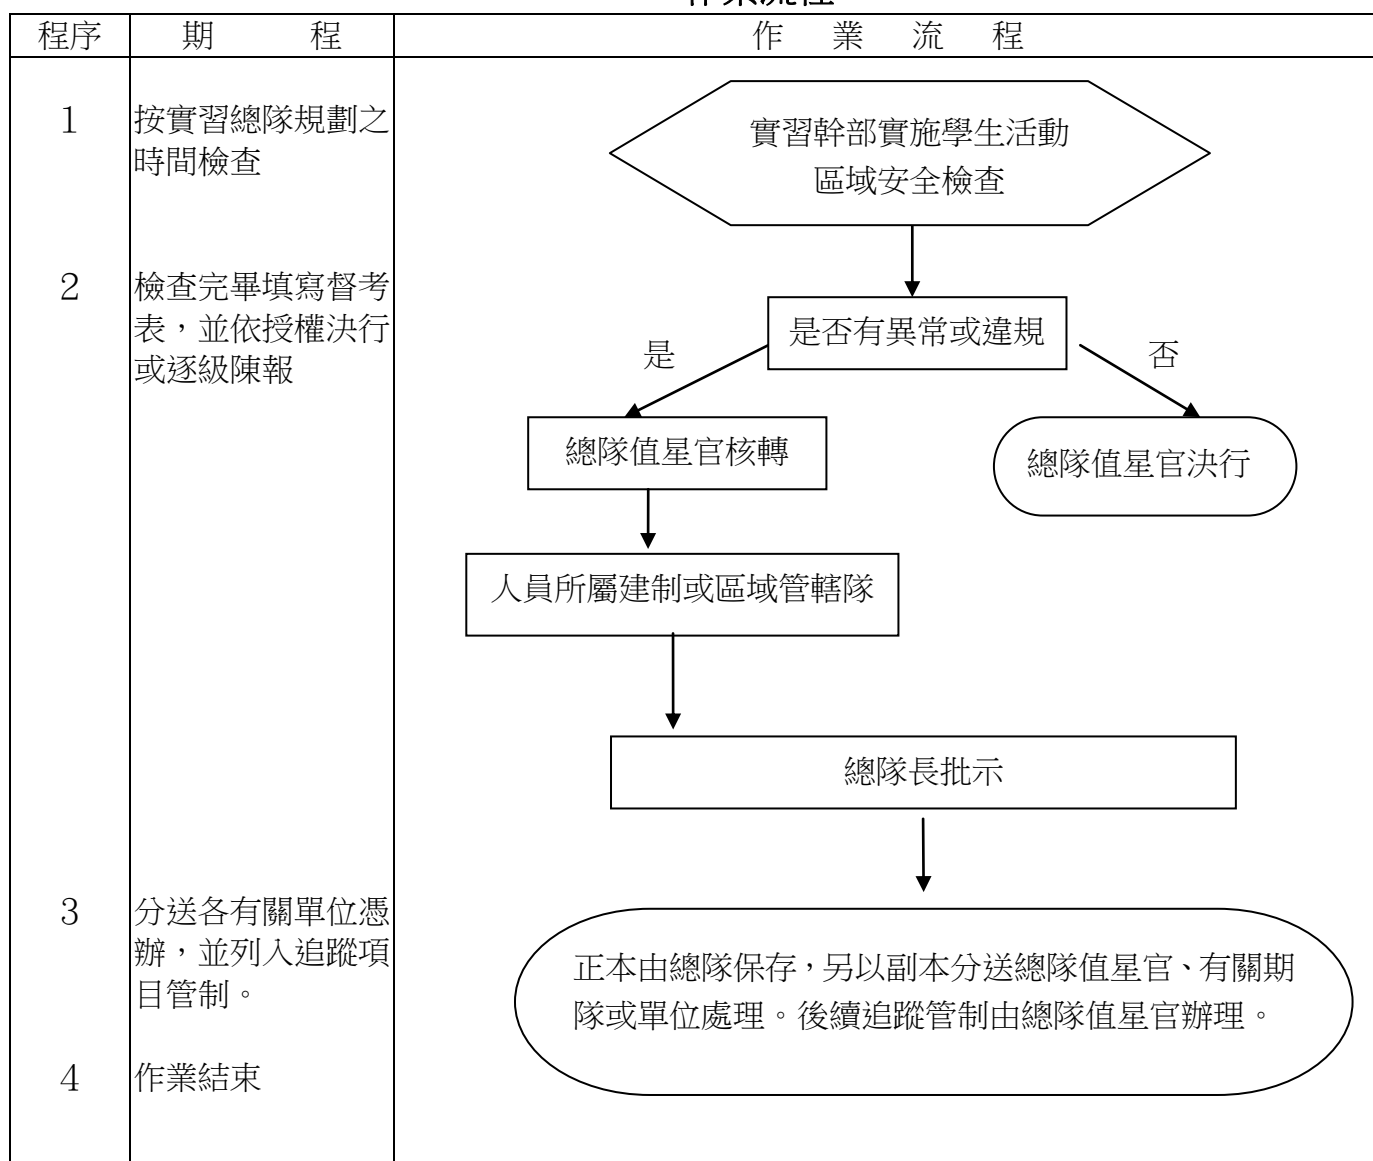 程序 期 程 作 業 流 程
1 按實習總隊規劃之
時間檢查
實習幹部實施學生活動
區域安全檢查
2 檢查完畢填寫督考
表，並依授權決行
或逐級陳報
是否有異常或違規
是
否
總隊值星官核轉
總隊值星官決行
人員所屬建制或區域管轄隊
總隊長批示
3 分送各有關單位憑
辦，並列入追蹤項
目管制。
正本由總隊保存，另以副本分送總隊值星官、有關期
隊或單位處理。後續追蹤管制由總隊值星官辦理。
4 作業結束